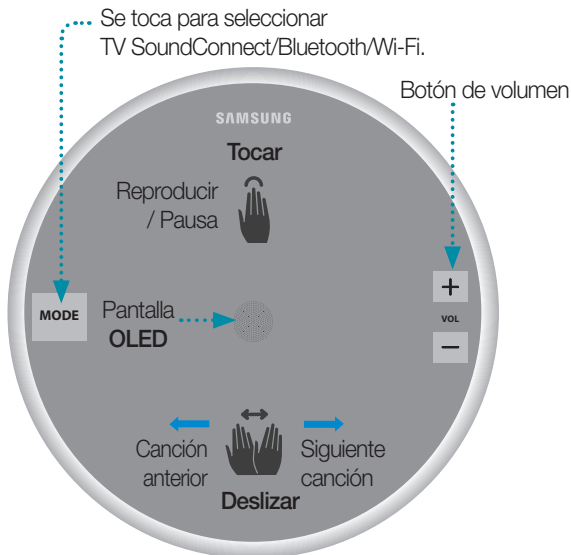 Se toca para seleccionar
TV SoundConnect/Bluetooth/Wi-Fi.
Botón de volumen
SAMSUNG
Tocar
Reproducir
/ Pausa
+
MODE
VOL
Pantalla
OLED
−
Canción
anterior
Siguiente
canción
Deslizar